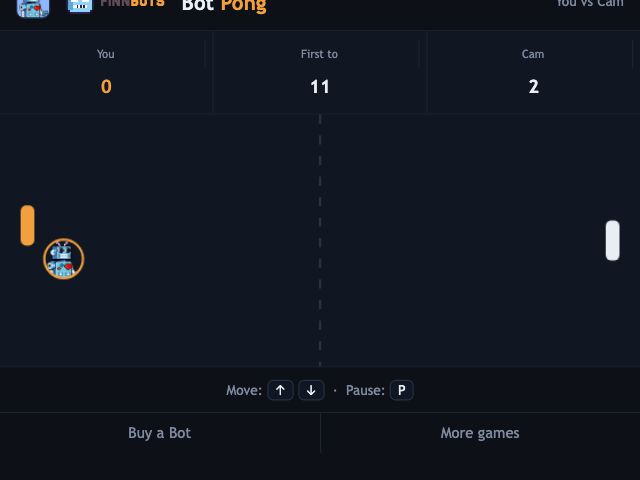 FINNBOTS Bot Pong You vs Cam
You First to Cam
0 11 2
Move: ↑ ↓ · Pause: P
Buy a Bot More games